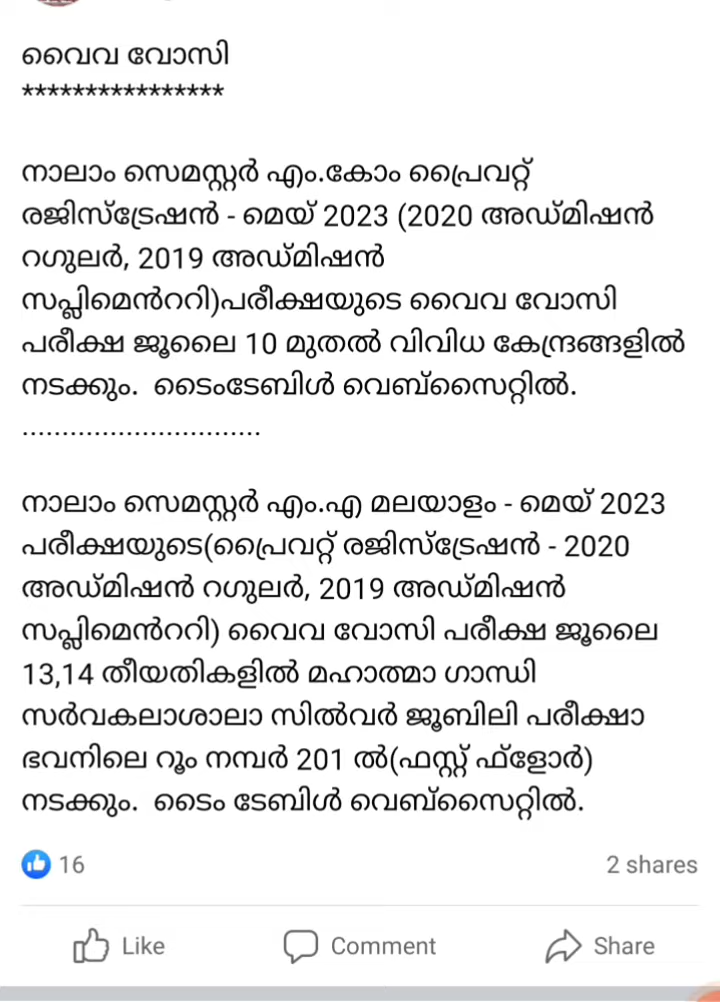 വൈവ വോസി
****************
നാലാം സെമസ്റ്റർ എം.കോം പ്രൈവറ്റ്
രജിസ്ട്രേഷൻ - മെയ് 2023 (2020 അഡ്മിഷൻ
റഗുലർ, 2019 അഡ്മിഷൻ
സപ്ലിമെൻററി)പരീക്ഷയുടെ വൈവ വോസി
പരീക്ഷ ജൂലൈ 10 മുതൽ വിവിധ കേന്ദ്രങ്ങളിൽ
നടക്കും. ടൈംടേബിൾ വെബ്സൈറ്റിൽ.
..............................
നാലാം സെമസ്റ്റർ എം.എ മലയാളം - മെയ് 2023
പരീക്ഷയുടെ(പ്രൈവറ്റ് രജിസ്ട്രേഷൻ - 2020
അഡ്മിഷൻ റഗുലർ, 2019 അഡ്മിഷൻ
സപ്ലിമെൻററി) വൈവ വോസി പരീക്ഷ ജൂലൈ
13,14 തീയതികളിൽ മഹാത്മാ ഗാന്ധി
സർവകലാശാലാ സിൽവർ ജൂബിലി പരീക്ഷാ
ഭവനിലെ റൂം നമ്പർ 201 ൽ(ഫസ്റ്റ് ഫ്ളോർ)
നടക്കും. ടൈം ടേബിൾ വെബ്സൈറ്റിൽ.
16 2 shares
Like Comment Share